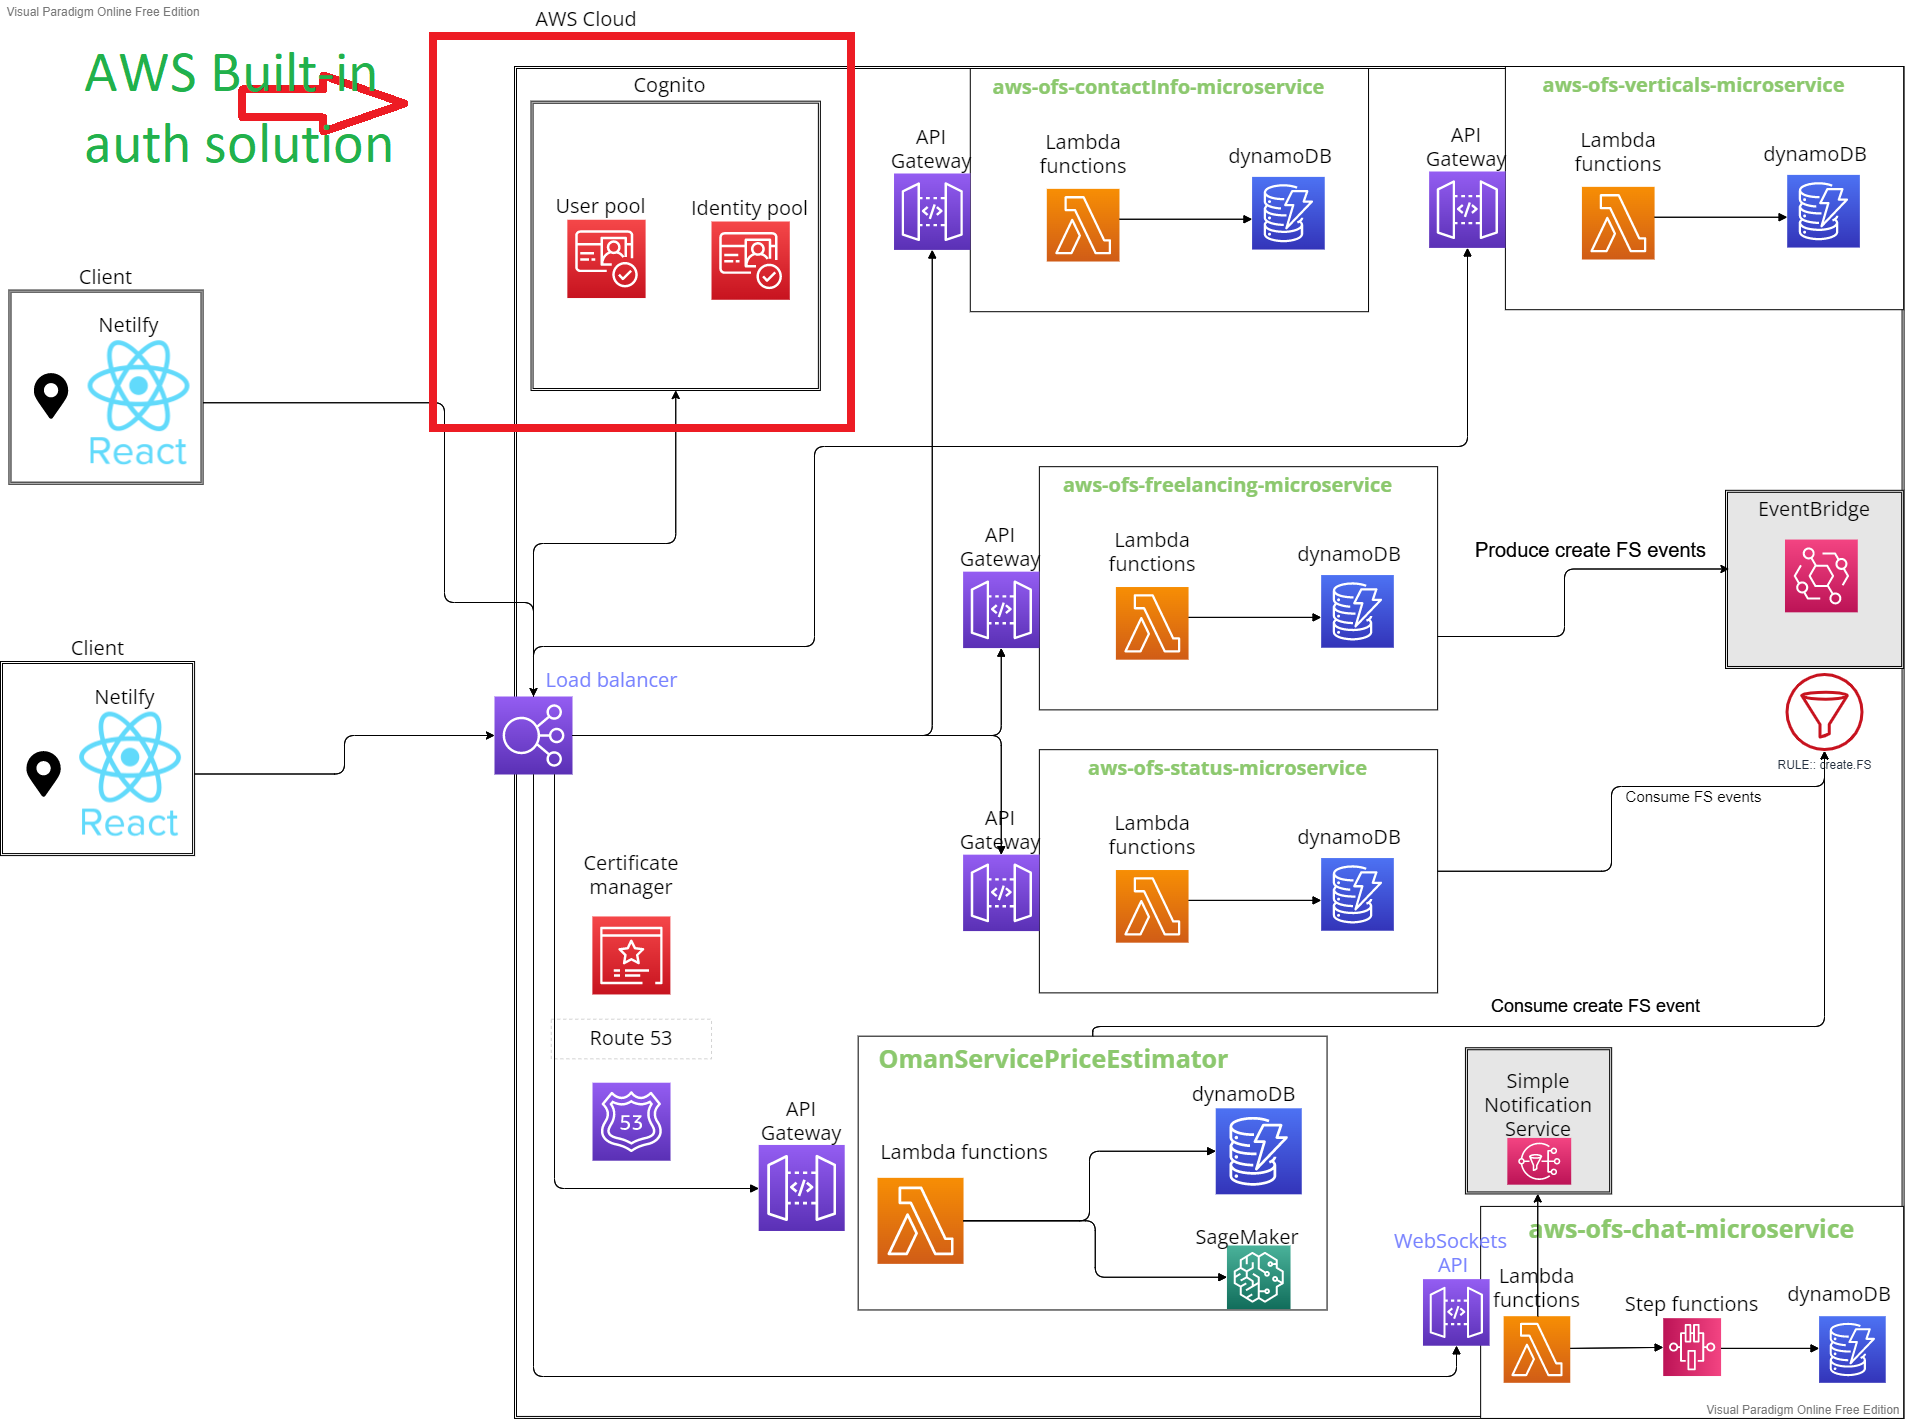 Visual Paradigm Online Free Edition
AWS Cloud
AWS Built-in
auth solution
Cognito
User pool
Identity pool
aws-ofs-contactInfo-microservice
API
Gateway
Lambda
functions
dynamoDB
aws-ofs-verticals-microservice
API
Gateway
Lambda
functions
dynamoDB
Client
Netilfy
React
aws-ofs-freelancing-microservice
API
Gateway
Lambda
functions
dynamoDB
Produce create FS events
EventBridge
Client
Netilfy
React
Load balancer
aws-ofs-status-microservice
API
Gateway
Lambda
functions
dynamoDB
RULE:: create.FS
Consume FS events
Certificate
manager
Route 53
53
Consume create FS event
OmanServicePriceEstimator
API
Gateway
Lambda functions
dynamoDB
SageMaker
Simple
Notification
Service
aws-ofs-chat-microservice
WebSockets
API
Lambda
functions
Step functions
dynamoDB
Visual Paradigm Online Free Edition